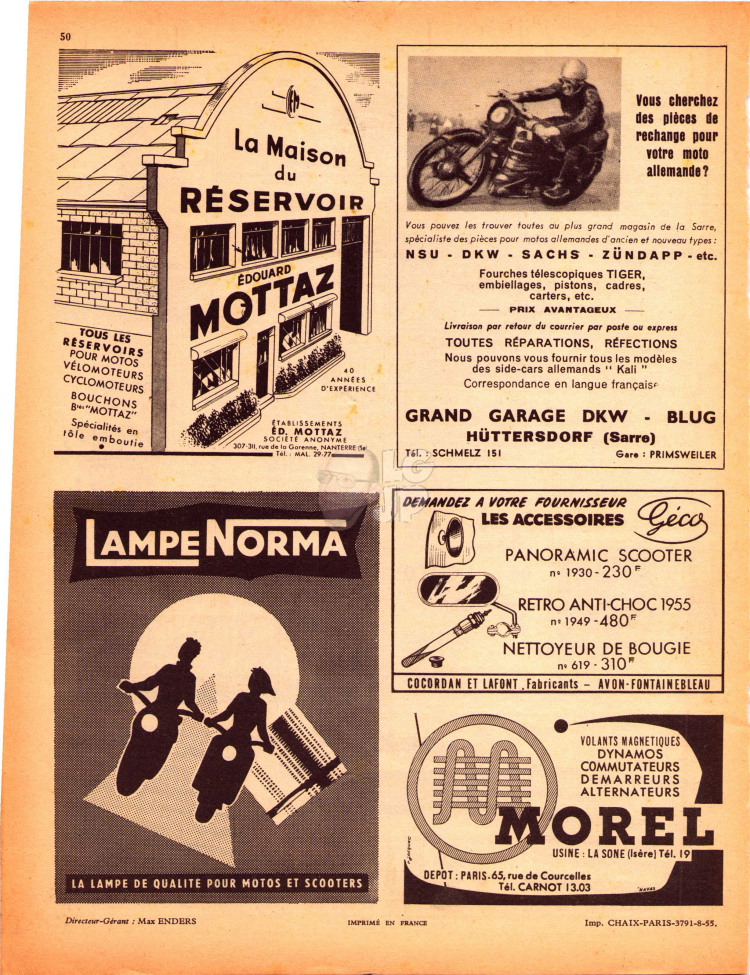 50
EM
La Maison
du
RÉSERVOIR
ÉDOUARD
MOTTAZ
TOUS LES
RÉSERVOIRS
POUR MOTOS
VÉLOMOTEURS
CYCLOMOTEURS
BOUCHONS
Btés "MOTTAZ"
Spécialités en
tôle emboutie
40
ANNÉES
D'EXPÉRIENCE
ÉTABLISSEMENTS
ÉD. MOTTAZ
SOCIÉTÉ ANONYME
307-311, rue de la Garenne, NANTERRE (Se)
Tél. : MAL. 29-77
Vous cherchez
des pièces de
rechange pour
votre moto
allemande ?
Vous pouvez les trouver toutes au plus grand magasin de la Sarre,
spécialiste des pièces pour motos allemandes d'ancien et nouveau types :
NSU - DKW - SACHS - ZÜNDAPP - etc.
Fourches télescopiques TIGER,
embiellages, pistons, cadres,
carters, etc.
PRIX AVANTAGEUX
Livraison par retour du courrier par poste ou express
TOUTES RÉPARATIONS, RÉFECTIONS
Nous pouvons vous fournir tous les modèles
des side-cars allemands " Kali "
Correspondance en langue française
GRAND GARAGE DKW - BLUG
HÜTTERSDORF (Sarre)
Tél. : SCHMELZ 151 Gare : PRIMSWEILER
LAMPE NORMA
LA LAMPE DE QUALITE POUR MOTOS ET SCOOTERS
DEMANDEZ A VOTRE FOURNISSEUR
LES ACCESSOIRES Géco
PANORAMIC SCOOTER
nº 1930 - 230 F
RETRO ANTI-CHOC 1955
nº 1949 - 480 F
NETTOYEUR DE BOUGIE
nº 619 - 310 F
COCORDAN ET LAFONT, Fabricants - AVON-FONTAINEBLEAU
VOLANTS MAGNETIQUES
DYNAMOS
COMMUTATEURS
DEMARREURS
ALTERNATEURS
MOREL
USINE : LA SONE (Isère) Tél. 19
DEPOT : PARIS-65, rue de Courcelles
Tél. CARNOT 13.03
HAVAS
Directeur-Gérant : Max ENDERS
IMPRIMÉ EN FRANCE
Imp. CHAIX-PARIS-3791-8-55.